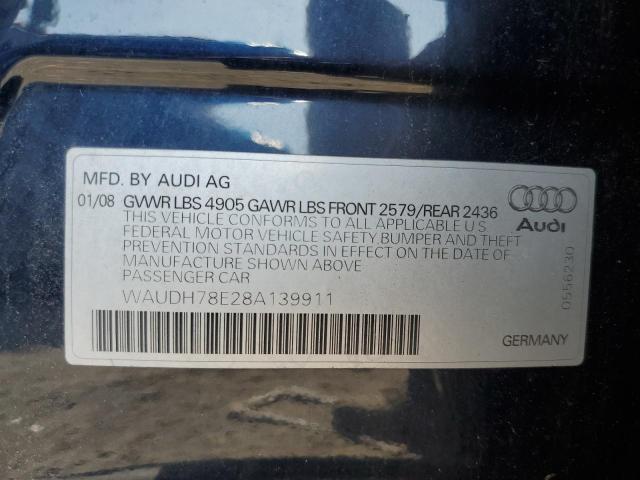 MFD. BY AUDI AG
01/08 GVWR LBS 4905 GAWR LBS FRONT 2579/REAR 2436
THIS VEHICLE CONFORMS TO ALL APPLICABLE U S
FEDERAL MOTOR VEHICLE SAFETY BUMPER AND THEFT
PREVENTION STANDARDS IN EFFECT ON THE DATE OF
MANUFACTURE SHOWN ABOVE
PASSENGER CAR
WAUDH78E28A139911
Audi
0556230
GERMANY